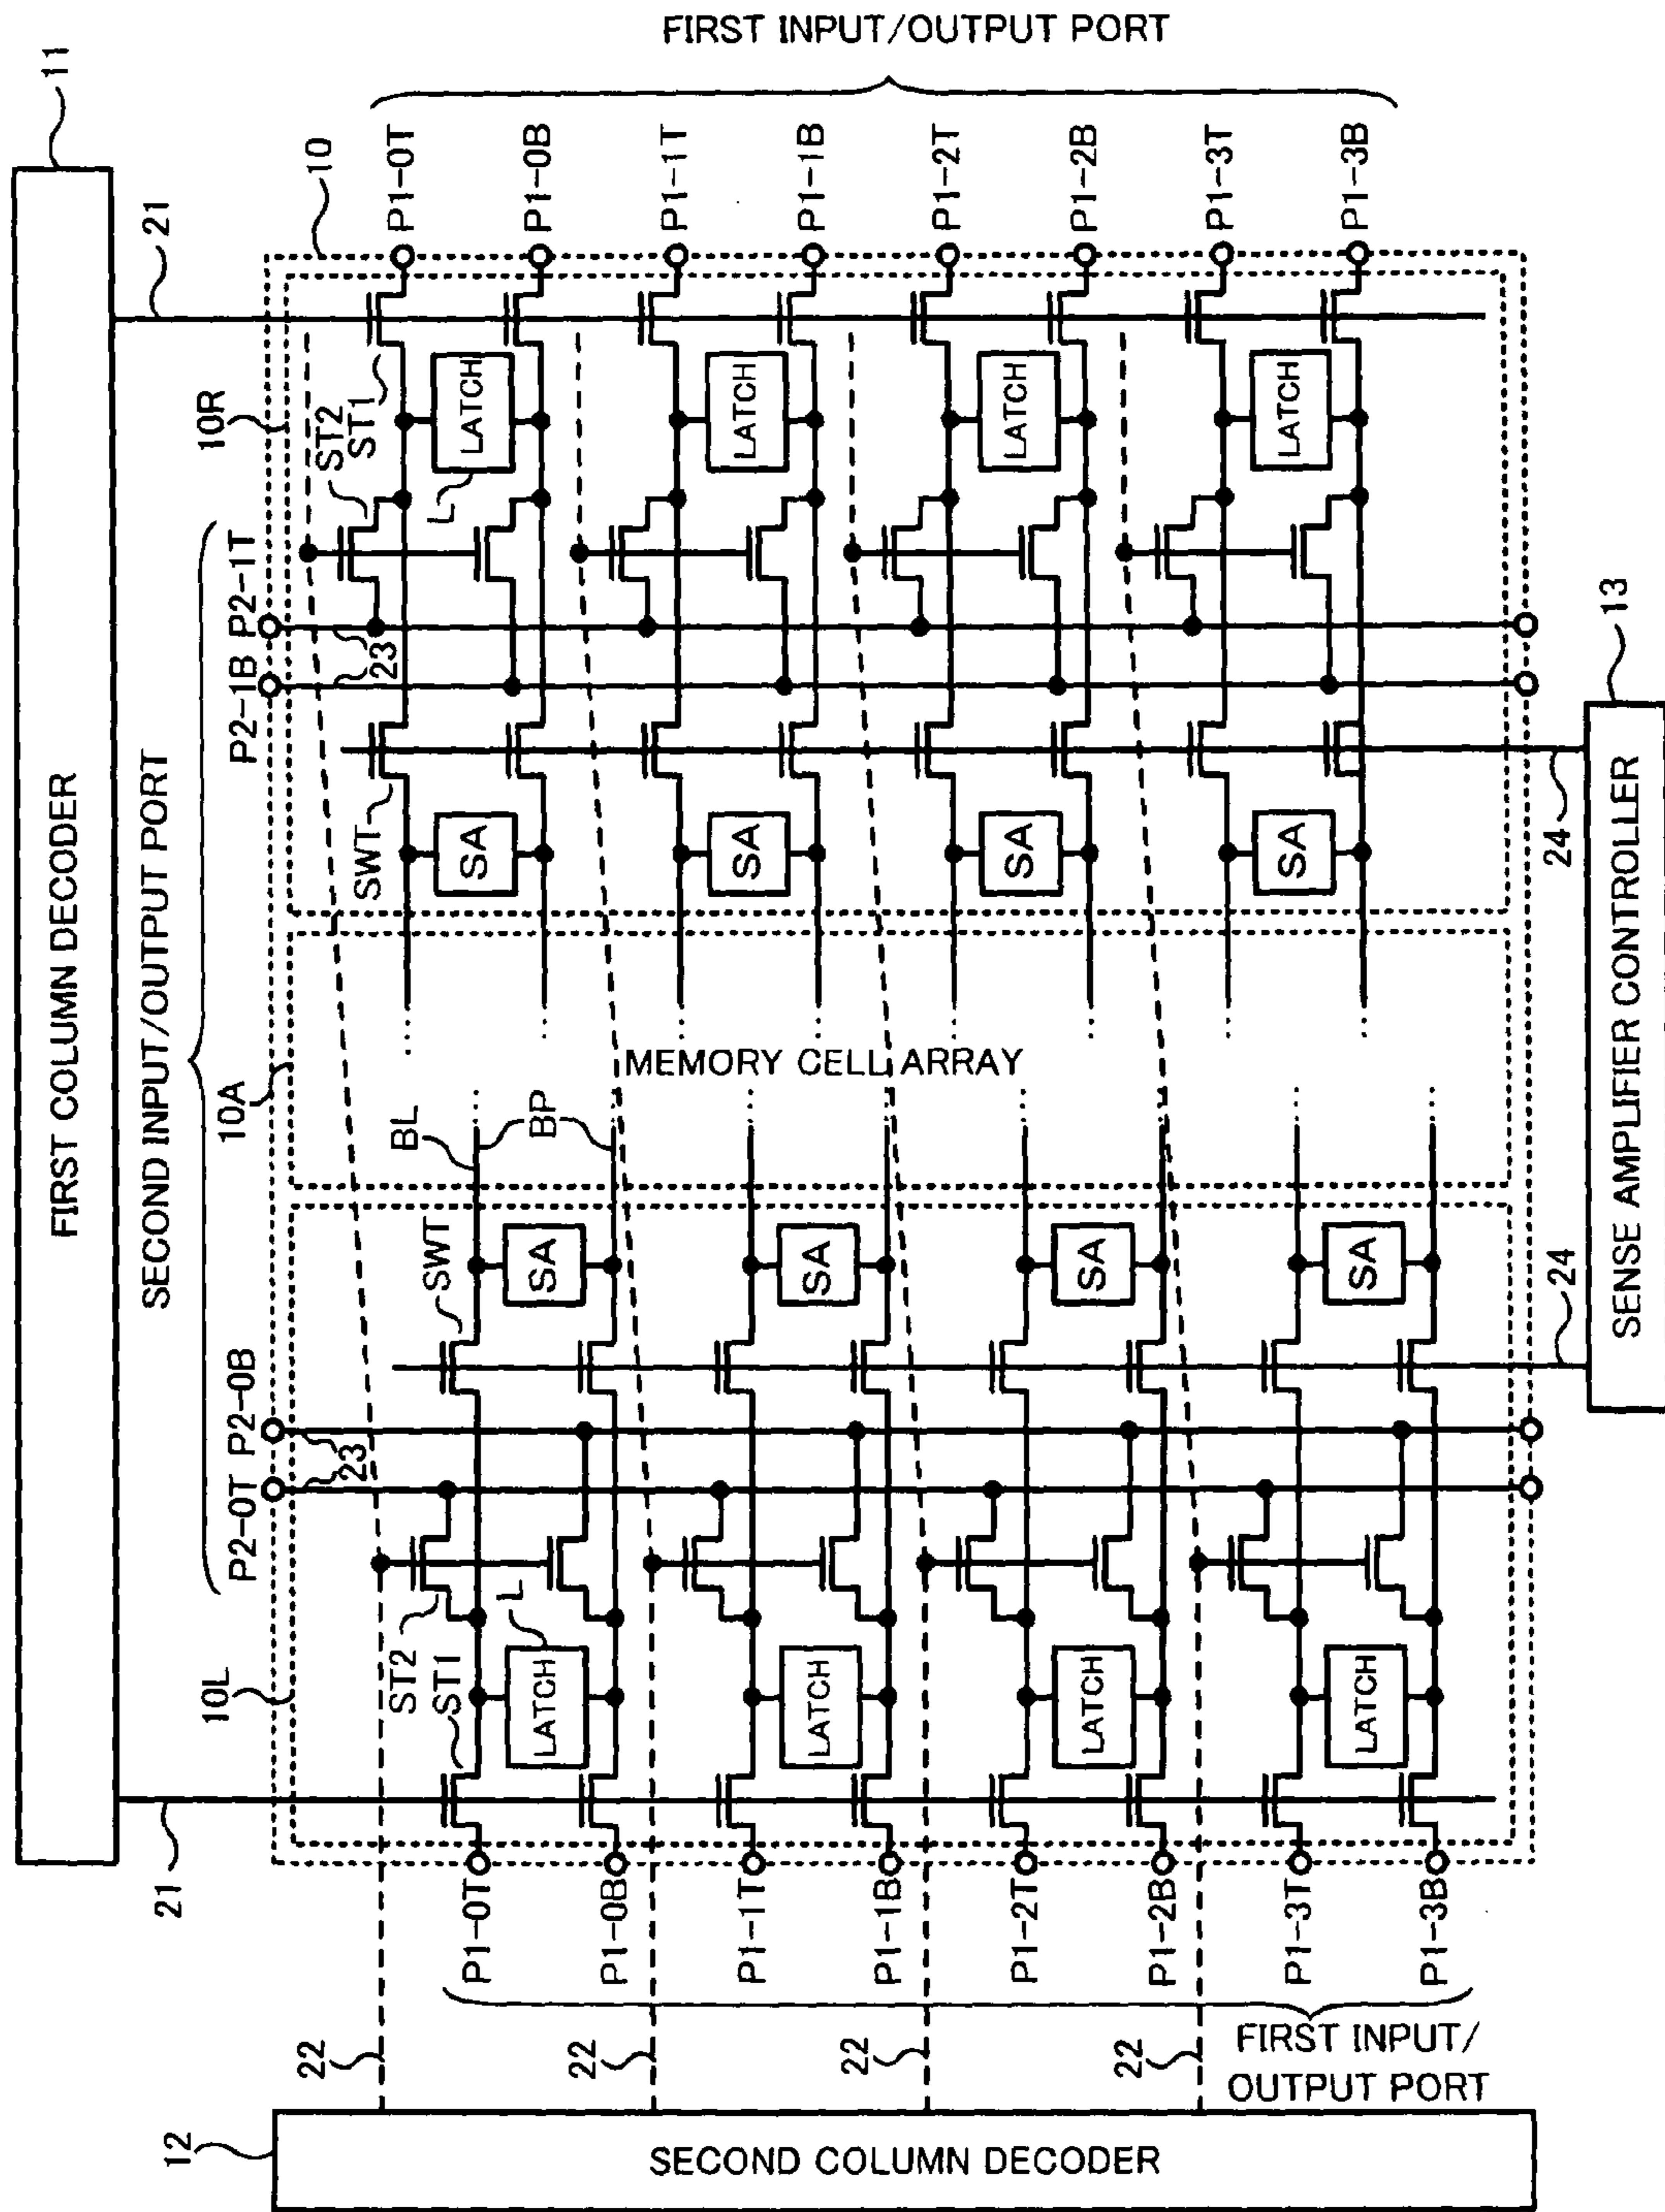 FIRST COLUMN DECODER
11
21
21
SECOND INPUT/OUTPUT PORT
P2-0T
P2-0B
P2-1B
P2-1T
23
23
10L
10A
10R
10
FIRST INPUT/OUTPUT PORT
P1-0T
P1-0B
P1-1T
P1-1B
P1-2T
P1-2B
P1-3T
P1-3B
ST2
ST1
L
LATCH
LATCH
LATCH
LATCH
SWT
SA
SA
SA
SA
BL
BP
MEMORY CELL ARRAY
SWT
SA
SA
SA
SA
ST2
ST1
L
LATCH
LATCH
LATCH
LATCH
P1-0T
P1-0B
P1-1T
P1-1B
P1-2T
P1-2B
P1-3T
P1-3B
FIRST INPUT/
OUTPUT PORT
22
22
22
22
12
SECOND COLUMN DECODER
24
24
13
SENSE AMPLIFIER CONTROLLER